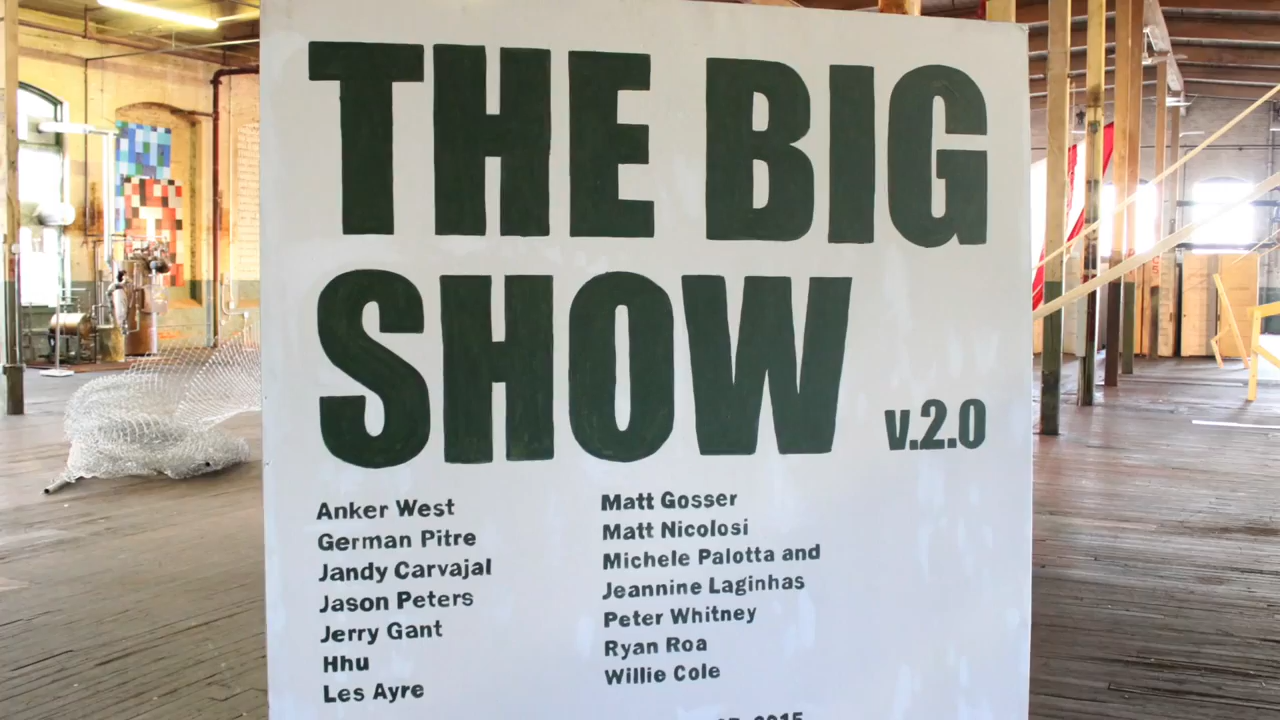 THE BIG
SHOW v.2.0
Anker West
German Pitre
Jandy Carvajal
Jason Peters
Jerry Gant
Hhu
Les Ayre
Matt Gosser
Matt Nicolosi
Michele Palotta and
Jeannine Laginhas
Peter Whitney
Ryan Roa
Willie Cole
2015